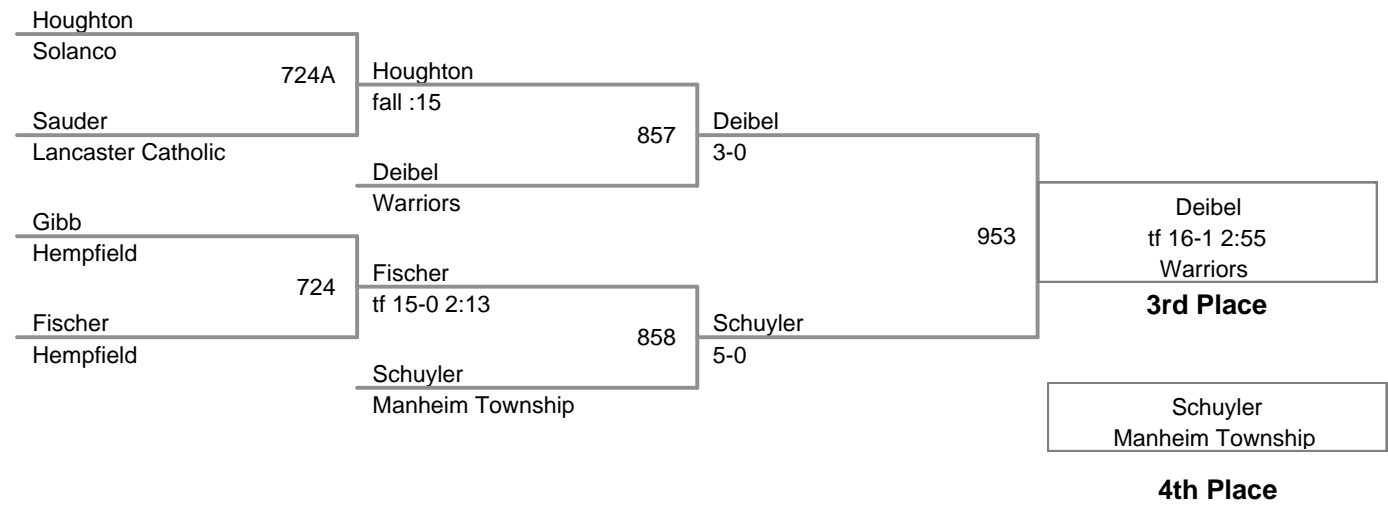 Houghton
Solanco
724A
Houghton
fall :15
Sauder
Lancaster Catholic
857
Deibel
3-0
Deibel
Warriors
Gibb
Hempfield
724
Fischer
tf 15-0 2:13
Fischer
Hempfield
858
Schuyler
5-0
Schuyler
Manheim Township
953
Deibel
tf 16-1 2:55
Warriors
3rd Place
Schuyler
Manheim Township
4th Place